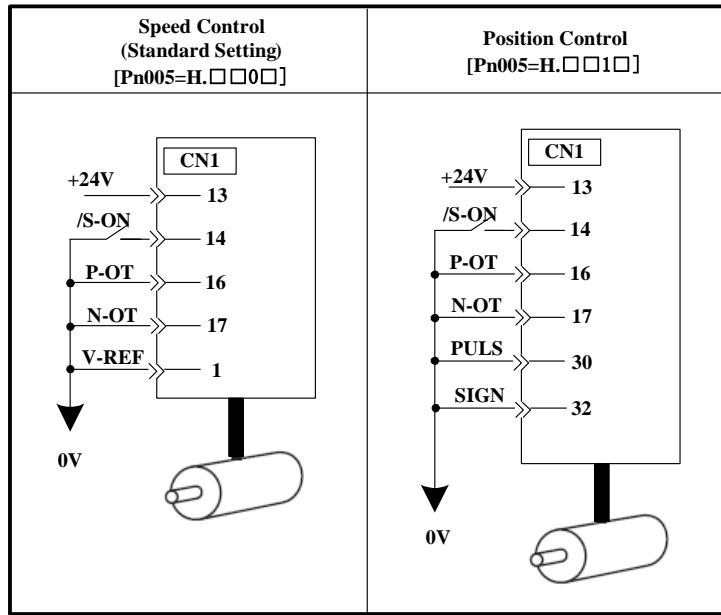 Speed Control
(Standard Setting)
[Pn005=H.□□0□]
Position Control
[Pn005=H.□□1□]
CN1
+24V
13
/S-ON
14
P-OT
16
N-OT
17
V-REF
1
0V
CN1
+24V
13
/S-ON
14
P-OT
16
N-OT
17
PULS
30
SIGN
32
0V